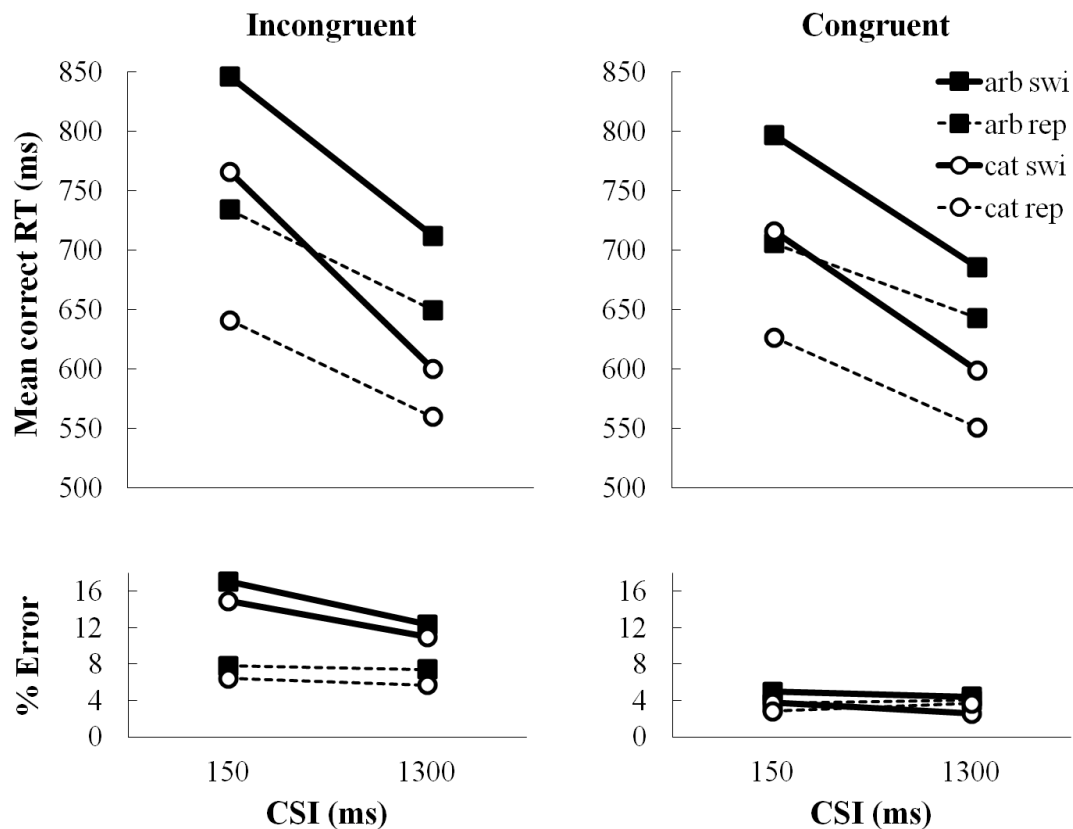 Incongruent
Congruent
Mean correct RT (ms)
850
800
750
700
650
600
550
500
850
800
750
700
650
600
550
500
arb swi
arb rep
cat swi
cat rep
% Error
16
12
8
4
0
16
12
8
4
0
150 1300
CSI (ms)
150 1300
CSI (ms)